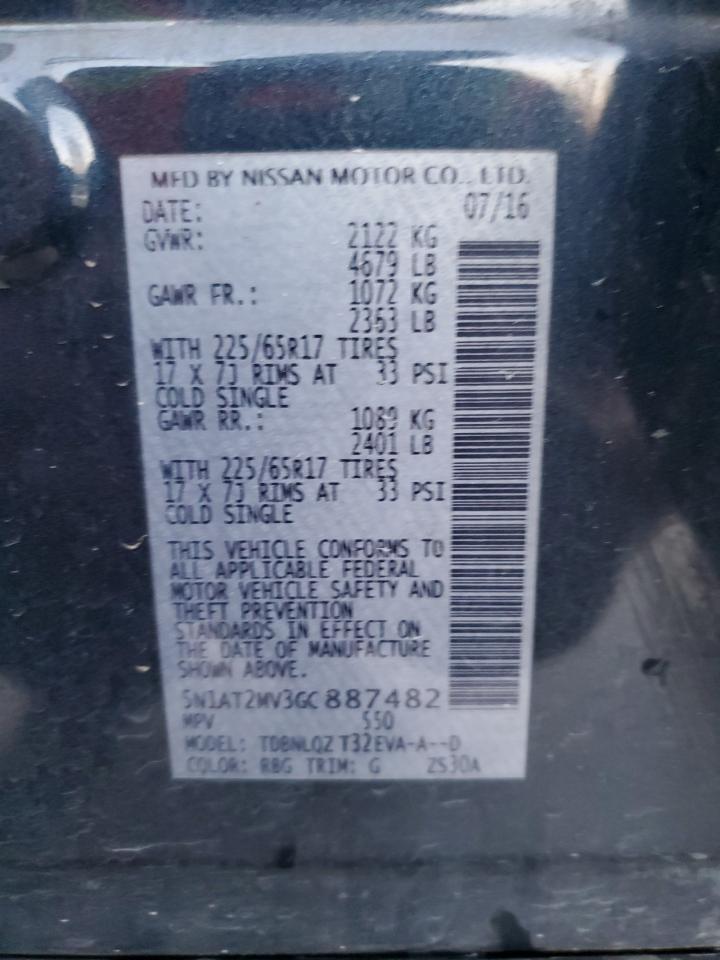 MFD BY NISSAN MOTOR CO., LTD.
DATE: 07/16
GVWR: 2122 KG
4679 LB
GAWR FR.: 1072 KG
2363 LB
WITH 225/65R17 TIRES
17 X 7J RIMS AT 33 PSI
COLD SINGLE
GAWR RR.: 1089 KG
2401 LB
WITH 225/65R17 TIRES
17 X 7J RIMS AT 33 PSI
COLD SINGLE
THIS VEHICLE CONFORMS TO
ALL APPLICABLE FEDERAL
MOTOR VEHICLE SAFETY AND
THEFT PREVENTION
STANDARDS IN EFFECT ON
THE DATE OF MANUFACTURE
SHOWN ABOVE.
5N1AT2MV3GC887482
MPV 550
MODEL: TDBNLQZ T32EVA-A--D
COLOR: RBG TRIM: G 2S30A